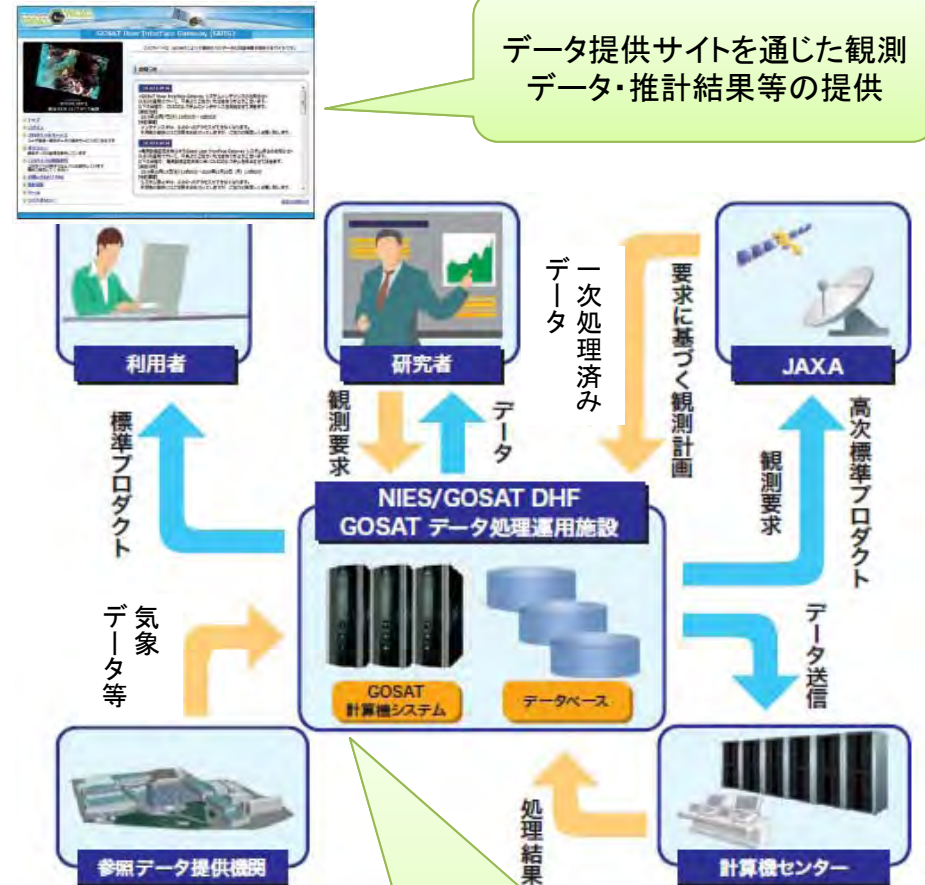 GOSAT User Interface Gateway (GUIG)
データ提供サイトを通じた観測
データ・推計結果等の提供
利用者
研究者
一次処理済み
データ
要求に基づく観測計画
JAXA
標準プロダクト
観測要求
データ
観測要求
高次標準プロダクト
NIES/GOSAT DHF
GOSAT データ処理運用施設
GOSAT
計算機システム
データベース
気象
データ等
データ送信
参照データ提供機関
処理結果
計算機センター